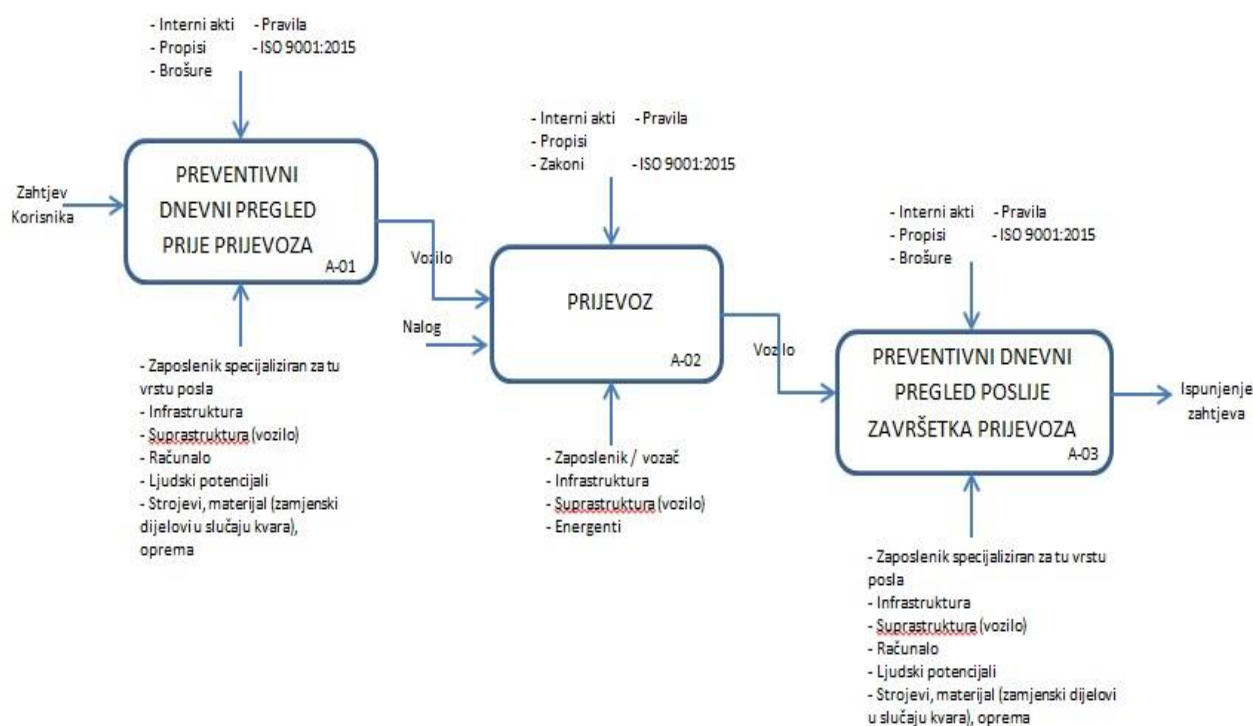 - Interni akti - Pravila
- Propisi - ISO 9001:2015
- Brošure
Zahtjev
Korisnika
PREVENTIVNI
DNEVNI PREGLED
PRIJE PRIJEVOZA
A-01
- Zaposlenik specijaliziran za tu
vrstu posla
- Infrastruktura
- Suprastruktura (vozilo)
- Računalo
- Ljudski potencijali
- Strojevi, materijal (zamjenski
dijelovi u slučaju kvara),
oprema
Vozilo
Nalog
- Interni akti - Pravila
- Propisi
- Zakoni - ISO 9001:2015
PRIJEVOZ
A-02
- Zaposlenik / vozač
- Infrastruktura
- Suprastruktura (vozilo)
- Energenti
Vozilo
- Interni akti - Pravila
- Propisi - ISO 9001:2015
- Brošure
PREVENTIVNI DNEVNI
PREGLED POSLIJE
ZAVRŠETKA PRIJEVOZA
A-03
Ispunjenje
zahtjeva
- Zaposlenik specijaliziran za tu vrstu
posla
- Infrastruktura
- Suprastruktura (vozilo)
- Računalo
- Ljudski potencijali
- Strojevi, materijal (zamjenski dijelovi
u slučaju kvara), oprema